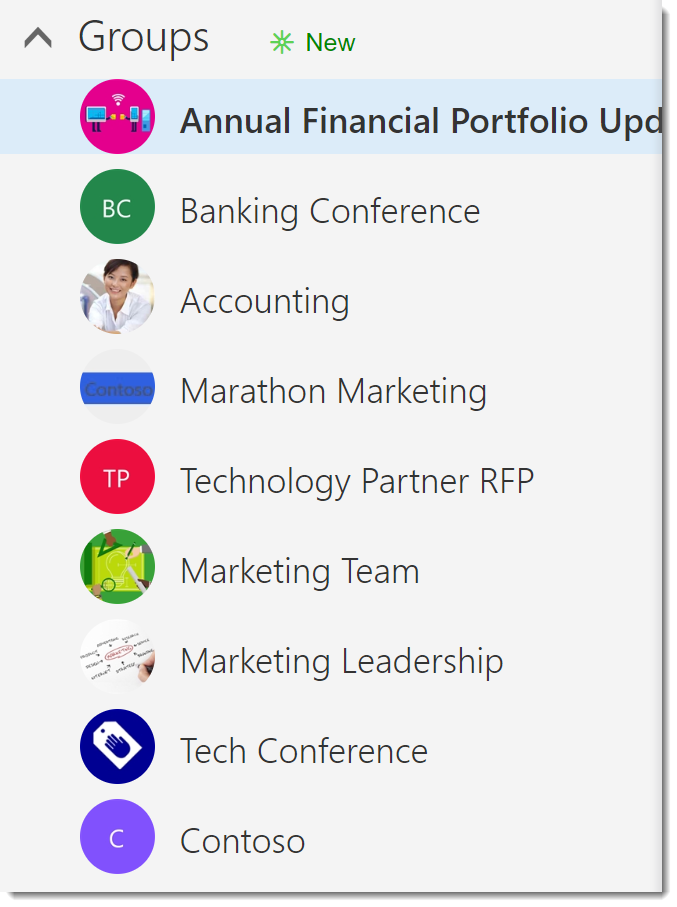 Groups New
Annual Financial Portfolio Upd
BC Banking Conference
Accounting
Contoso Marathon Marketing
TP Technology Partner RFP
Marketing Team
Marketing Leadership
Tech Conference
C Contoso